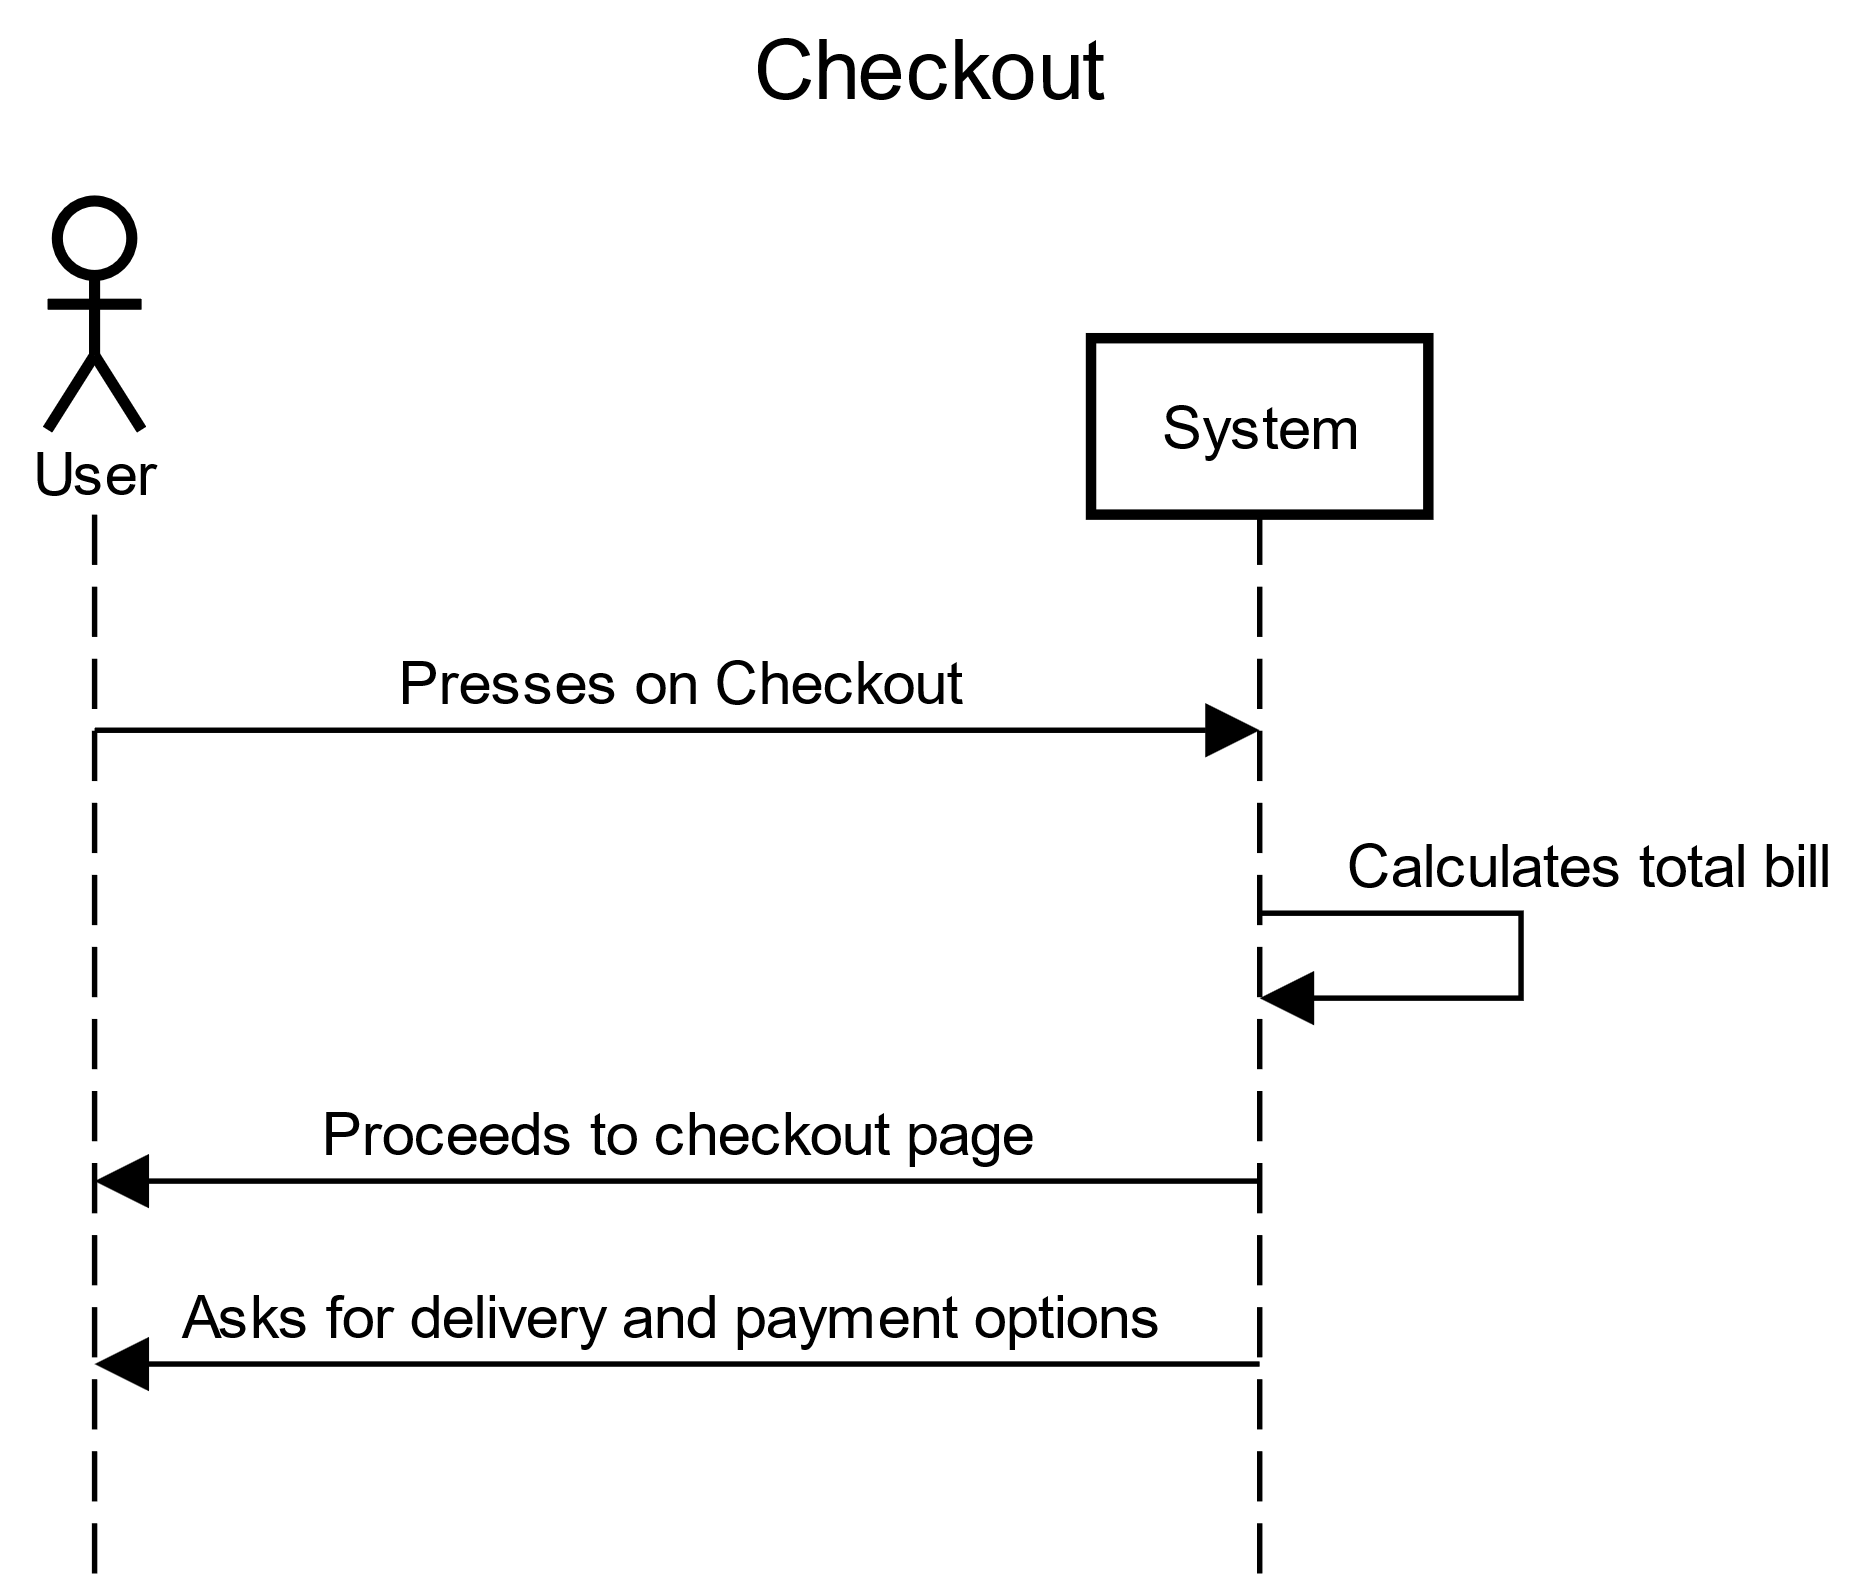 Checkout
User
System
Presses on Checkout
Calculates total bill
Proceeds to checkout page
Asks for delivery and payment options